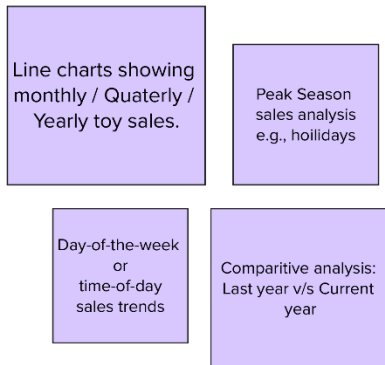 Line charts showing
monthly / Quaterly /
Yearly toy sales.
Peak Season
sales analysis
e.g., hoilidays
Day-of-the-week
or
time-of-day
sales trends
Comparitive analysis:
Last year v/s Current
year